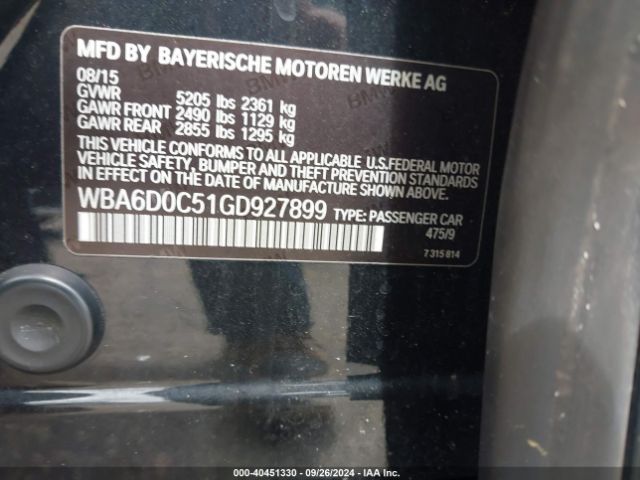 MFD BY BAYERISCHE MOTOREN WERKE AG
08/15
GVWR 5205 lbs 2361 kg
GAWR FRONT 2490 lbs 1129 kg
GAWR REAR 2855 lbs 1295 kg
THIS VEHICLE CONFORMS TO ALL APPLICABLE U.S.FEDERAL MOTOR
VEHICLE SAFETY, BUMPER AND THEFT PREVENTION STANDARDS
IN EFFECT ON THE DATE OF MANUFACTURE SHOWN ABOVE.
WBA6D0C51GD927899 TYPE: PASSENGER CAR
475/9
7 315 814
000-40451330 - 09/26/2024 - IAA Inc.